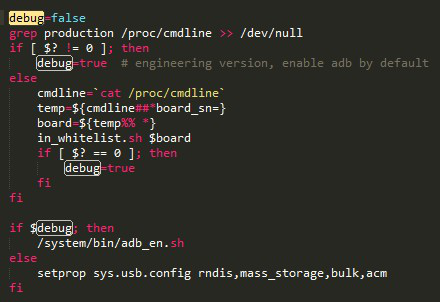 debug=false
grep production /proc/cmdline >> /dev/null
if [ $? != 0 ]; then
    debug=true  # engineering version, enable adb by default
else
    cmdline=`cat /proc/cmdline`
    temp=${cmdline##*board_sn=}
    board=${temp%% *}
    in_whitelist.sh $board
    if [ $? == 0 ]; then
        debug=true
    fi
fi

if $debug; then
    /system/bin/adb_en.sh
else
    setprop sys.usb.config rndis,mass_storage,bulk,acm
fi